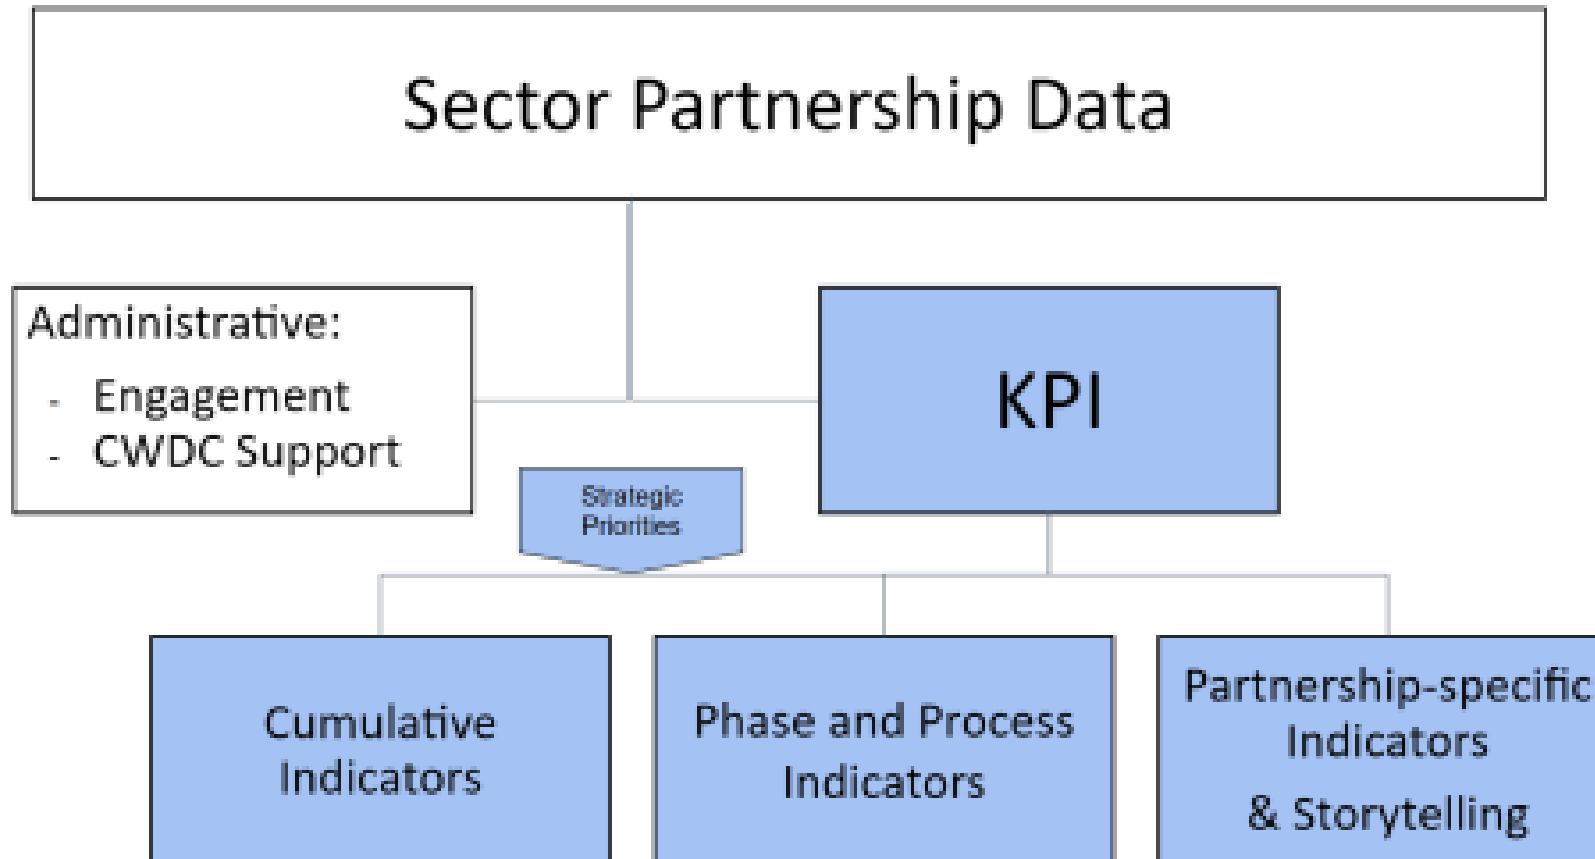 Sector Partnership Data
Administrative:
- Engagement
- CWDC Support
KPI
Strategic
Priorities
Cumulative
Indicators
Phase and Process
Indicators
Partnership-specific
Indicators
& Storytelling